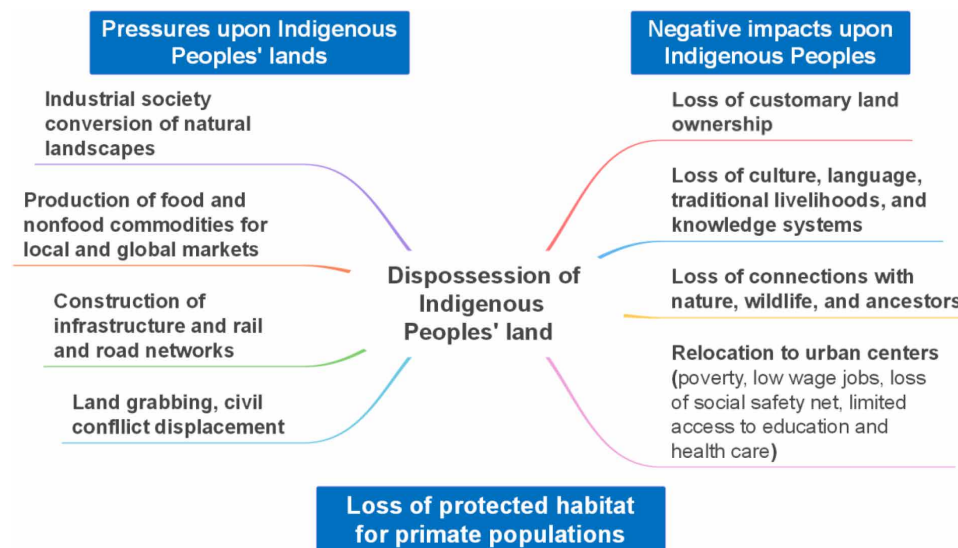 Pressures upon Indigenous
Peoples' lands
Industrial society
conversion of natural
landscapes
Production of food and
nonfood commodities for
local and global markets
Construction of
infrastructure and rail
and road networks
Land grabbing, civil
confllict displacement
Dispossession of
Indigenous
Peoples' land
Negative impacts upon
Indigenous Peoples
Loss of customary land
ownership
Loss of culture, language,
traditional livelihoods, and
knowledge systems
Loss of connections with
nature, wildlife, and ancestors
Relocation to urban centers
(poverty, low wage jobs, loss
of social safety net, limited
access to education and
health care)
Loss of protected habitat
for primate populations